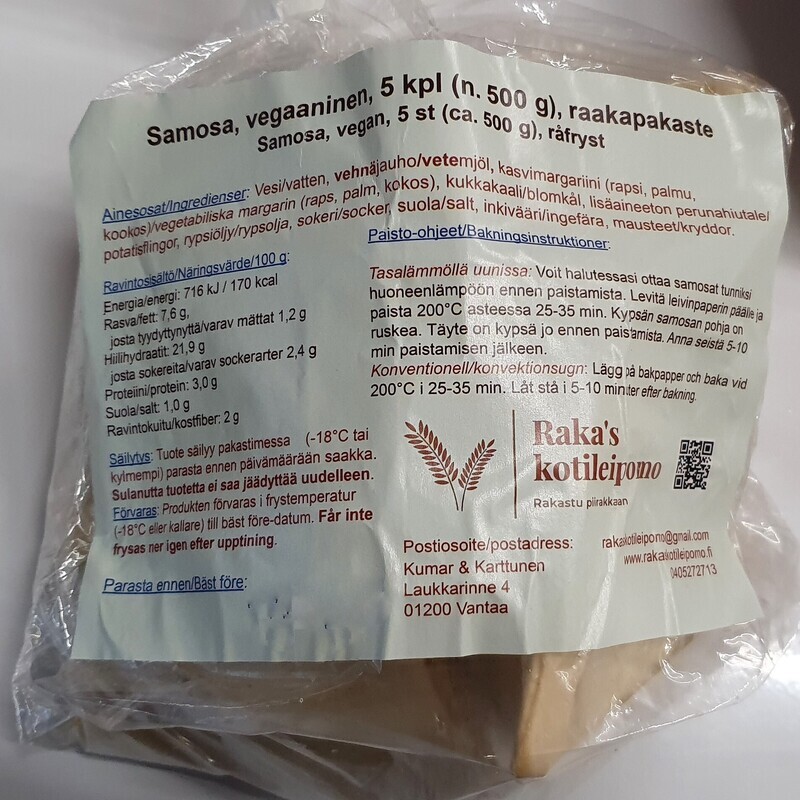 Samosa, vegaaninen, 5 kpl (n. 500 g), raakapakaste
Samosa, vegan, 5 st (ca. 500 g), råfryst
Ainesosat/Ingredienser: Vesi/vatten, vehnäjauho/vetemjöl, kasvimargariini (rapsi, palmu,
kookos)/vegetabiliska margarin (raps, palm, kokos), kukkakaali/blomkål, lisäaineeton perunahiutale/
potatisflingor, rypsiöljy/rypsolja, sokeri/socker, suola/salt, inkivääri/ingefära, mausteet/kryddor.
Ravintosisältö/Näringsvärde/100 g:
Energia/energi: 716 kJ / 170 kcal
Rasva/fett: 7,6 g,
josta tyydyttynyttä/varav mättat 1,2 g
Hiilihydraatit: 21,9 g
josta sokereita/varav sockerarter 2,4 g
Proteiini/protein: 3,0 g
Suola/salt: 1,0 g
Ravintokuitu/kostfiber: 2 g
Säilytys: Tuote säilyy pakastimessa (-18°C tai
kylmempi) parasta ennen päivämäärään saakka.
Sulanutta tuotetta ei saa jäädyttää uudelleen.
Förvaras: Produkten förvaras i frystemperatur
(-18°C eller kallare) till bäst före-datum. Får inte
frysas ner igen efter upptining.
Parasta ennen/Bäst före:
Paisto-ohjeet/Bakningsinstruktioner:
Tasalämmöllä uunissa: Voit halutessasi ottaa samosat tunniksi
huoneenlämpöön ennen paistamista. Levitä leivinpaperin päälle ja
paista 200°C asteessa 25-35 min. Kypsän samosan pohja on
ruskea. Täyte on kypsä jo ennen paistamista. Anna seistä 5-10
min paistamisen jälkeen.
Konventionell/konvektionsugn: Lägg på bakpapper och baka vid
200°C i 25-35 min. Låt stå i 5-10 minuter efter bakning.
Raka's
kotileipomo
Rakastu piirakkaan
Postiosoite/postadress:
Kumar & Karttunen
Laukkarinne 4
01200 Vantaa
rakaskotileipomo@gmail.com
www.rakaskotileipomo.fi
0405272713